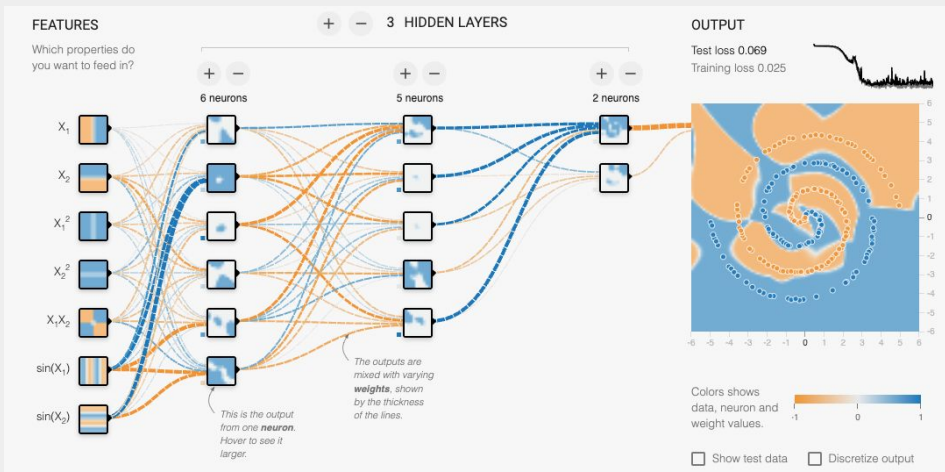 FEATURES
Which properties do
you want to feed in?
X₁
X₂
X₁²
X₂²
X₁X₂
sin(X₁)
sin(X₂)
+ − 3 HIDDEN LAYERS
+ −
6 neurons
+ −
5 neurons
+ −
2 neurons
This is the output
from one neuron.
Hover to see it
larger.
The outputs are
mixed with varying
weights, shown
by the thickness
of the lines.
OUTPUT
Test loss 0.069
Training loss 0.025
6
5
4
3
2
1
0
-1
-2
-3
-4
-5
-6
-6 -5 -4 -3 -2 -1 0 1 2 3 4 5 6
Colors shows
data, neuron and
weight values.
-1 0 1
Show test data
Discretize output